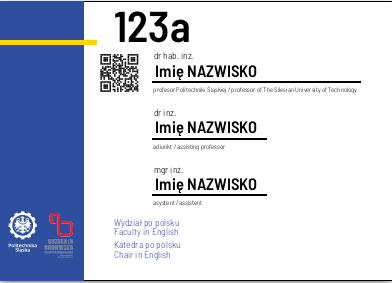 123a
dr hab. inż.
Imię NAZWISKO
profesor Politechniki Śląskiej / professor of The Silesian University of Technology
dr inż.
Imię NAZWISKO
adiunkt / assisting professor
mgr inż.
Imię NAZWISKO
asystent / assistent
Wydział po polsku
Faculty in English
Katedra po polsku
Chair in English
Politechnika
Śląska